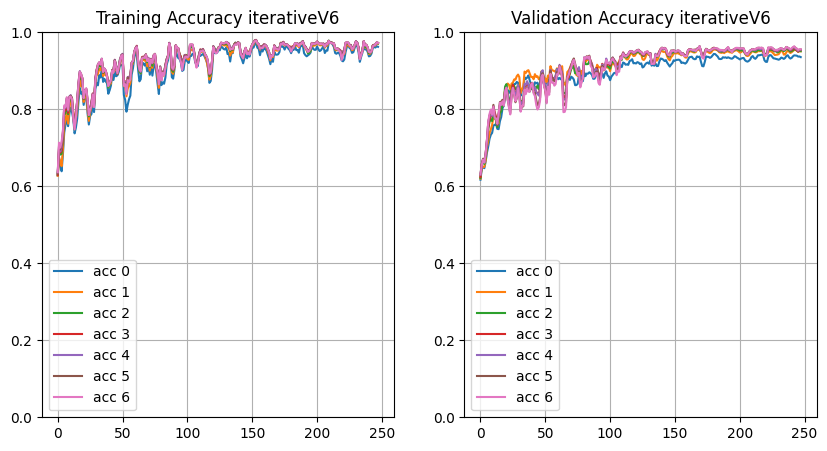 Training Accuracy iterativeV6
1.0
0.8
0.6
0.4
0.2
0.0
acc 0
acc 1
acc 2
acc 3
acc 4
acc 5
acc 6
0 50 100 150 200 250
Validation Accuracy iterativeV6
1.0
0.8
0.6
0.4
0.2
0.0
acc 0
acc 1
acc 2
acc 3
acc 4
acc 5
acc 6
0 50 100 150 200 250